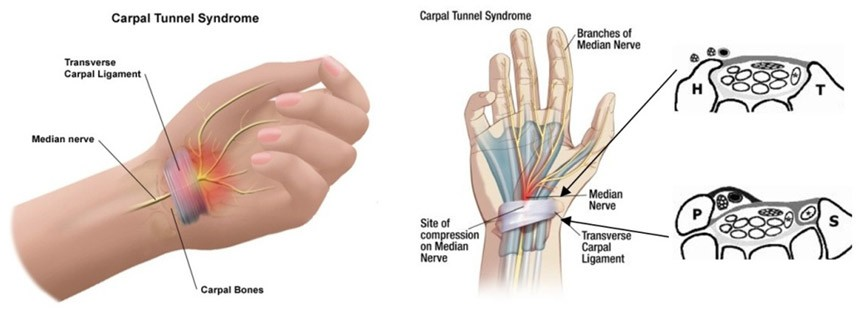 Carpal Tunnel Syndrome
Transverse
Carpal Ligament
Median nerve
Carpal Bones
Carpal Tunnel Syndrome
Branches of
Median Nerve
Median
Nerve
Site of
compression
on Median
Nerve
Transverse
Carpal
Ligament
H
T
P
S